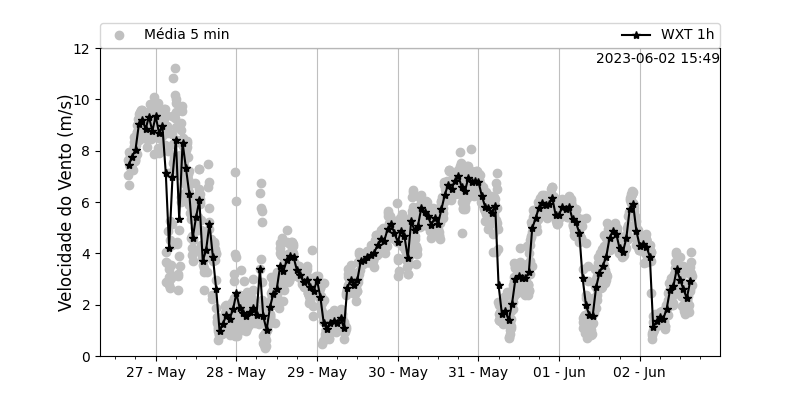 Média 5 min
WXT 1h
2023-06-02 15:49
Velocidade do Vento (m/s)
12
10
8
6
4
2
0
27 - May
28 - May
29 - May
30 - May
31 - May
01 - Jun
02 - Jun